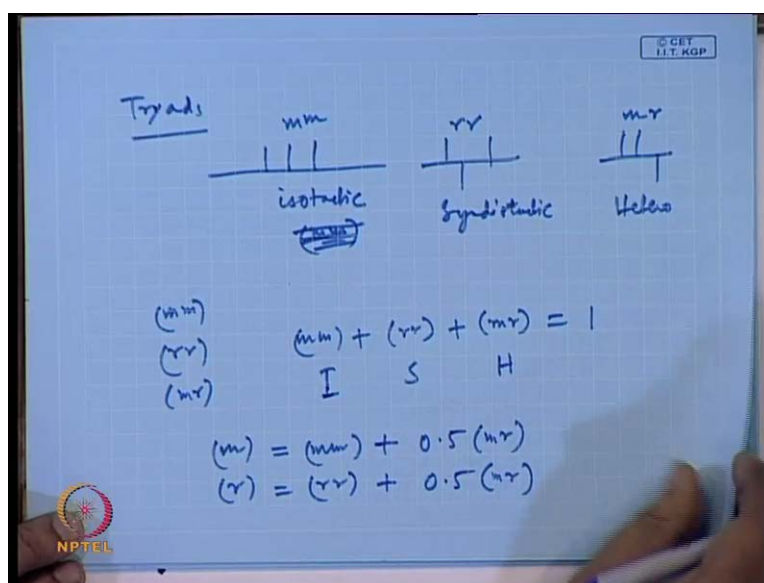 © CET
I.I.T. KGP
Tryads
mm rr mr
isotactic Syndiotactic Hetero
(mm)
(rr) (mm) + (rr) + (mr) = 1
(mr) I S H
(m) = (mm) + 0.5 (mr)
(r) = (rr) + 0.5 (mr)
NPTEL